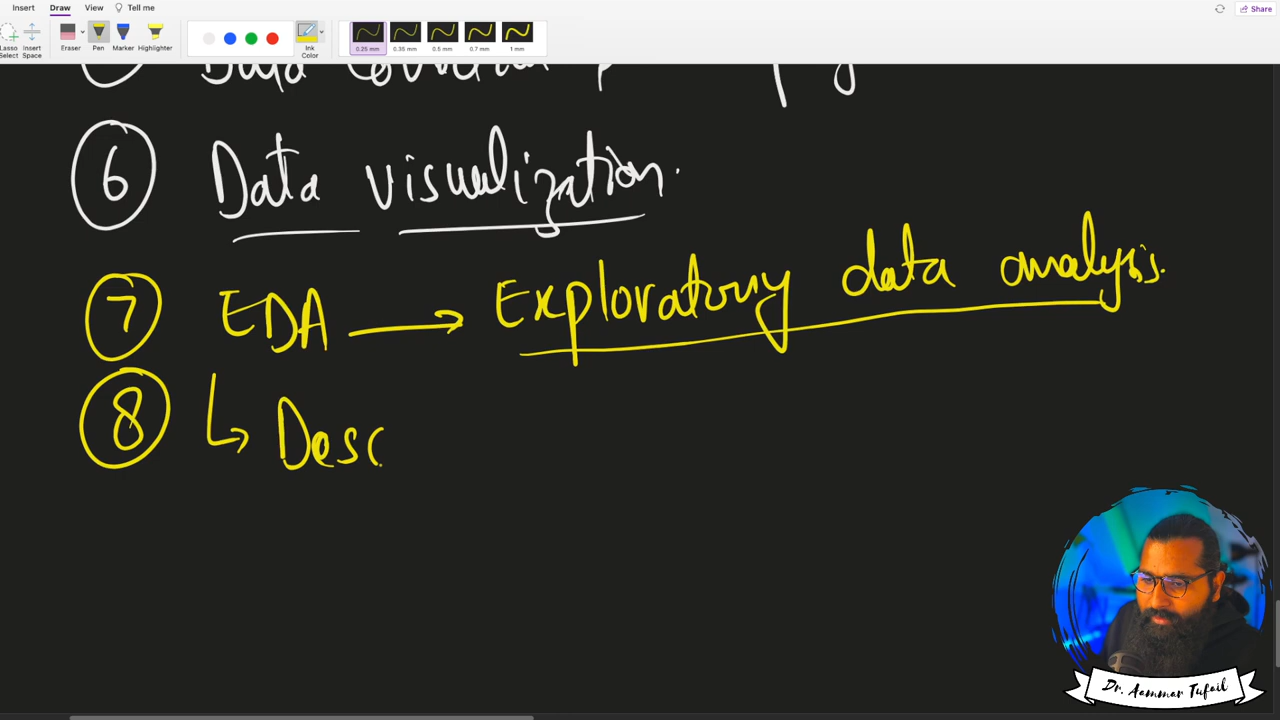 Insert Draw View Tell me
Share
Lasso Select
Insert Space
Eraser
Pen
Marker
Highlighter
Ink Color
0.25 mm
0.35 mm
0.5 mm
0.7 mm
1 mm
Data
6 Data visualization.
7 EDA → Exploratory data analysis.
8 ↳ Desc
Dr. Aammar Tufail